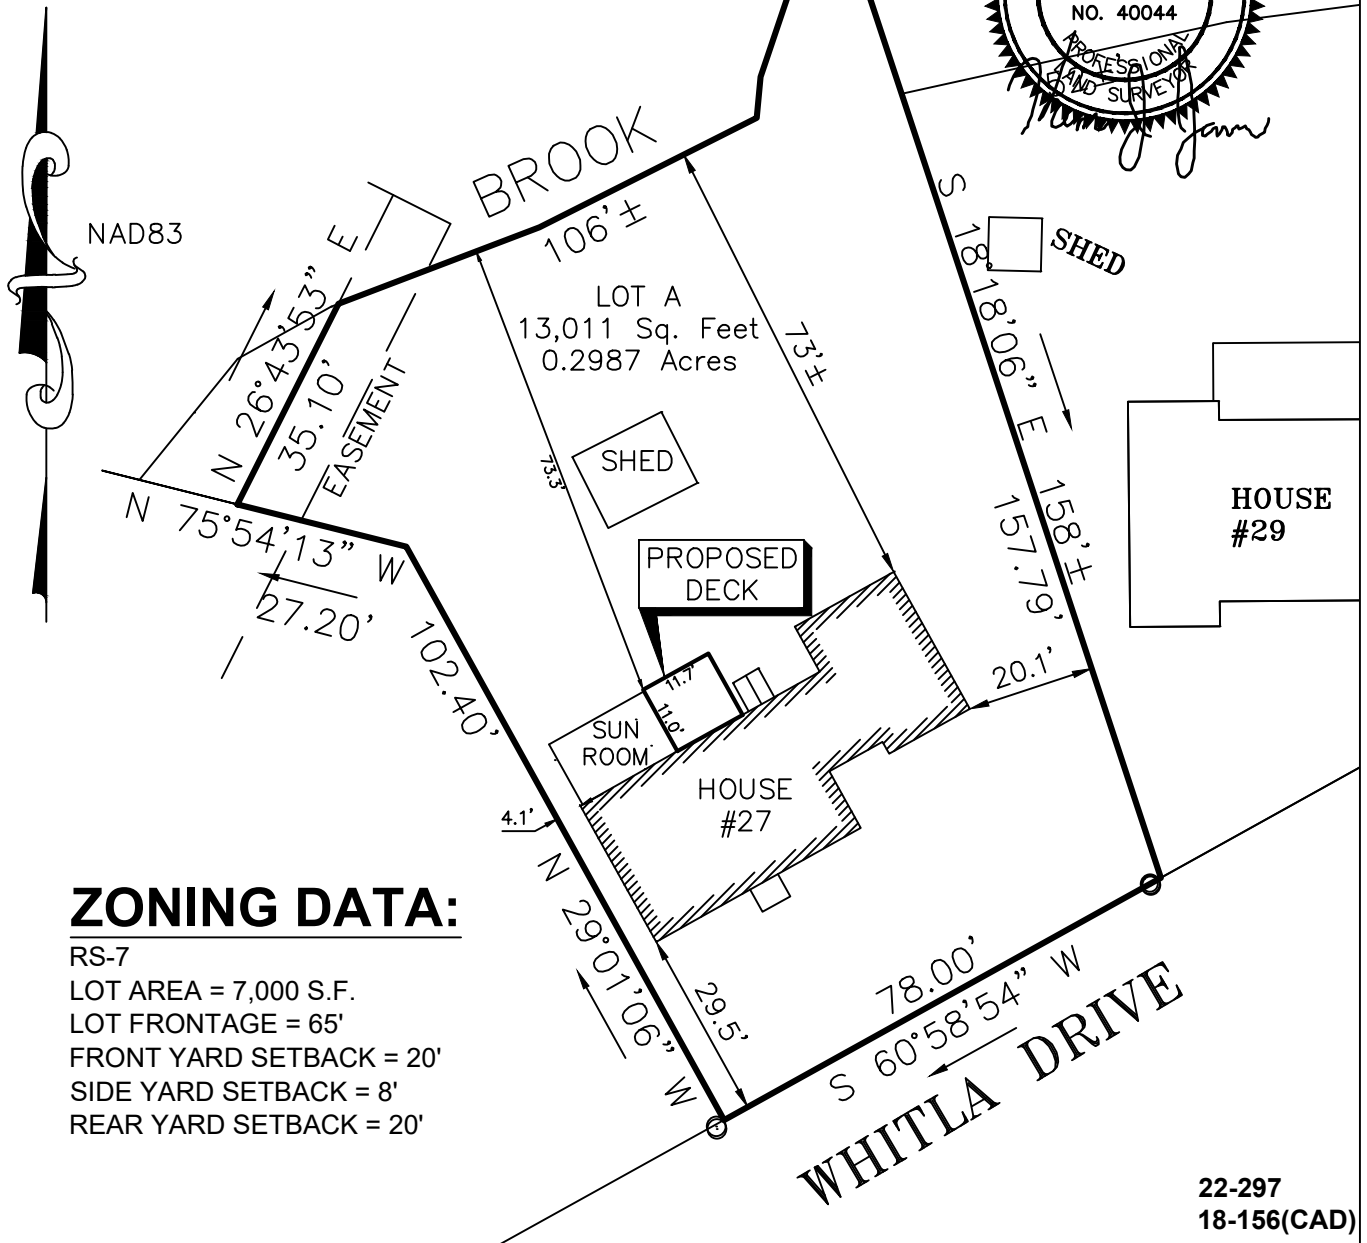 NO. 40044
PROFESSIONAL
LAND SURVEYOR
NAD83
BROOK
106'±
N 26°43'53" E
35.10'
EASEMENT
LOT A
13,011 Sq. Feet
0.2987 Acres
73'±
73.3'
SHED
S 18°18'06" E 158'±
157.79'
SHED
HOUSE
#29
N 75°54'13" W
27.20'
PROPOSED
DECK
11.7'
11.0'
SUN
ROOM
20.1'
HOUSE
#27
102.40'
4.1'
N 29°01'06" W
29.5'
78.00'
S 60°58'54" W
WHITLA DRIVE
ZONING DATA:
RS-7
LOT AREA = 7,000 S.F.
LOT FRONTAGE = 65'
FRONT YARD SETBACK = 20'
SIDE YARD SETBACK = 8'
REAR YARD SETBACK = 20'
22-297
18-156(CAD)